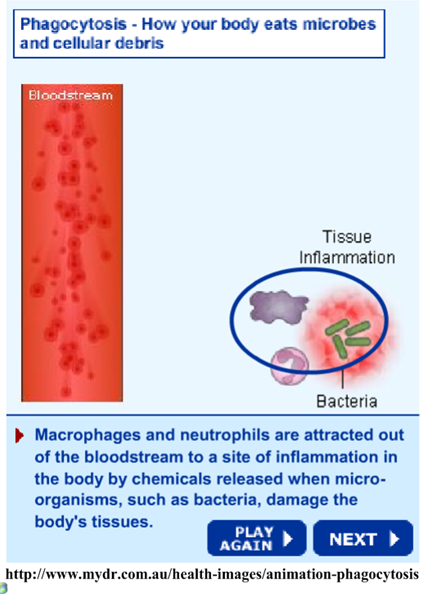 Phagocytosis - How your body eats microbes
and cellular debris
Bloodstream
Tissue
Inflammation
Bacteria
Macrophages and neutrophils are attracted out
of the bloodstream to a site of inflammation in
the body by chemicals released when micro-
organisms, such as bacteria, damage the
body's tissues.
PLAY
AGAIN
NEXT
http://www.mydr.com.au/health-images/animation-phagocytosis